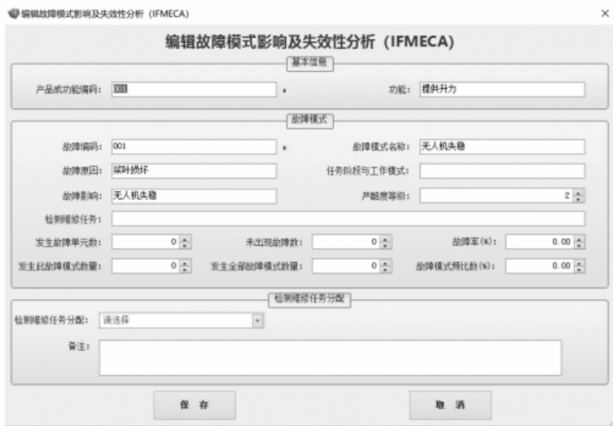 编辑故障模式影响及失效性分析（IFMECA）
编辑故障模式影响及失效性分析（IFMECA）
基本信息
产品或功能编码： * 功能： 提供升力
故障模式
故障编码： 001 * 故障模式名称： 无人机失稳
故障原因： 桨叶损坏 任务阶段与工作模式：
故障影响： 无人机失稳 严酷度等级： 2
检测维修任务：
发生故障单元数： 0 未出现故障数： 0 故障率(%)： 0.00
发生此故障模式数量： 0 发生全部故障模式数量： 0 故障模式频比数(%)： 0.00
检测维修任务分配
检测维修任务分配： 请选择
备注：
保 存 取 消